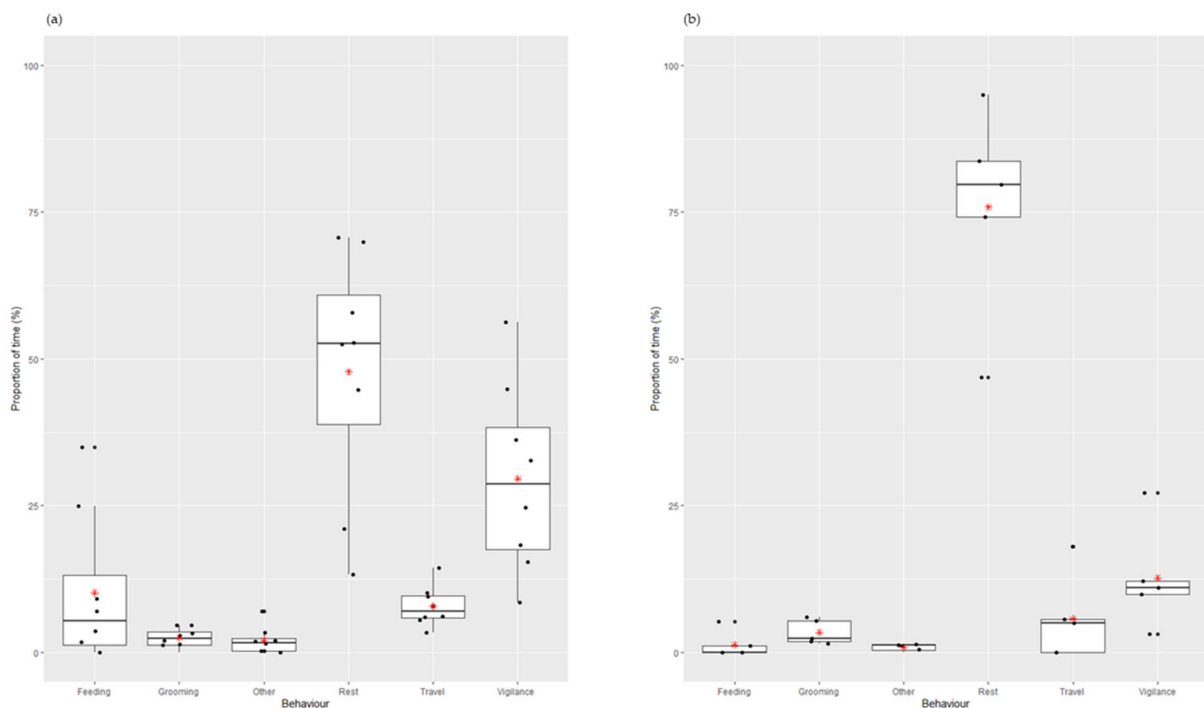 (a)
Proportion of time (%)
100
75
50
25
0
Feeding Grooming Other Rest Travel Vigilance
Behaviour
(b)
Proportion of time (%)
100
75
50
25
0
Feeding Grooming Other Rest Travel Vigilance
Behaviour